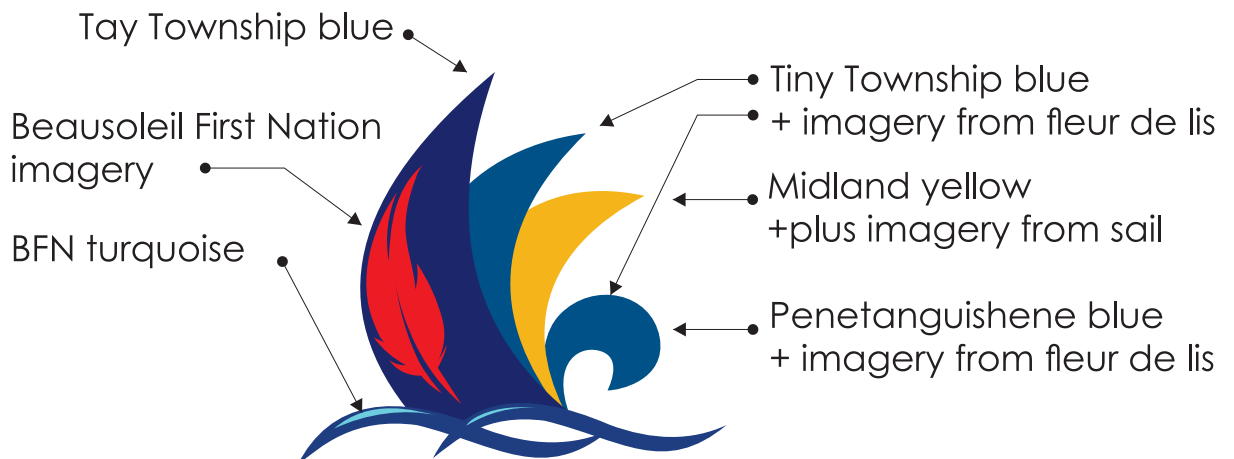 Tay Township blue
Beausoleil First Nation
imagery
BFN turquoise
Tiny Township blue
+ imagery from fleur de lis
Midland yellow
+plus imagery from sail
Penetanguishene blue
+ imagery from fleur de lis